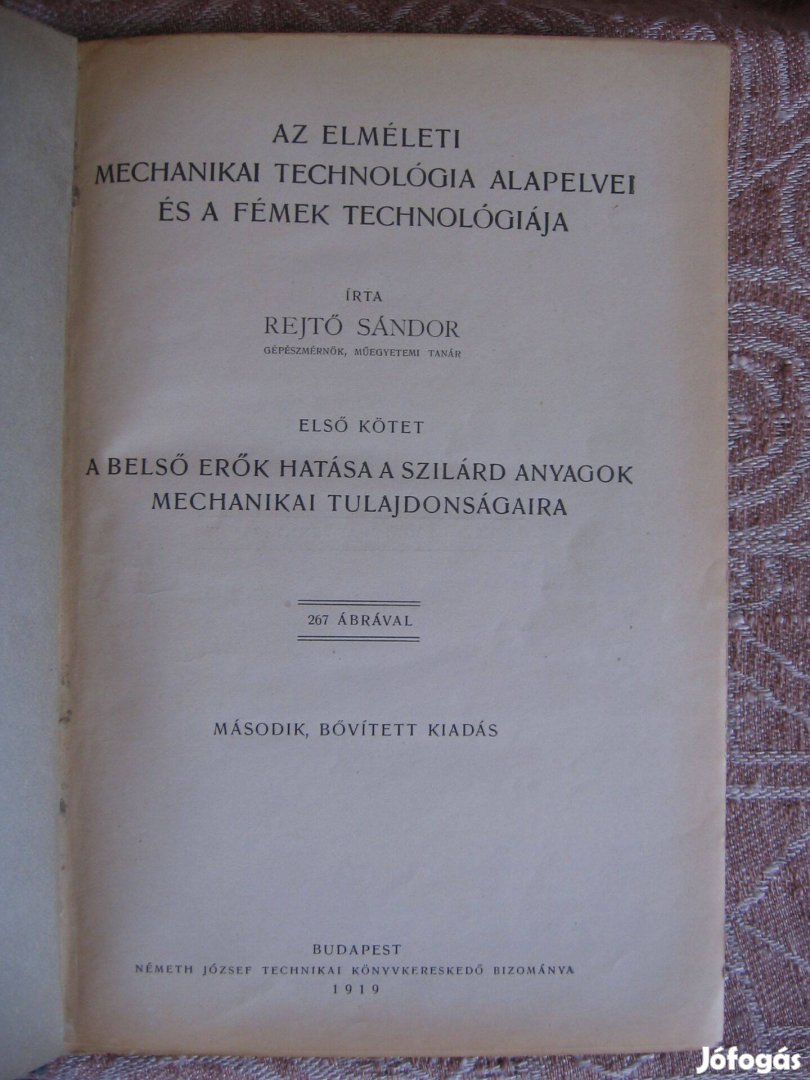 AZ ELMÉLETI
MECHANIKAI TECHNOLÓGIA ALAPELVEI
ÉS A FÉMEK TECHNOLÓGIÁJA
ÍRTA
REJTŐ SÁNDOR
GÉPÉSZMÉRNÖK, MŰEGYETEMI TANÁR
ELSŐ KÖTET
A BELSŐ ERŐK HATÁSA A SZILÁRD ANYAGOK
MECHANIKAI TULAJDONSÁGAIRA
267 ÁBRÁVAL
MÁSODIK, BŐVÍTETT KIADÁS
BUDAPEST
NÉMETH JÓZSEF TECHNIKAI KÖNYVKERESKEDŐ BIZOMÁNYA
1919
Jófogás